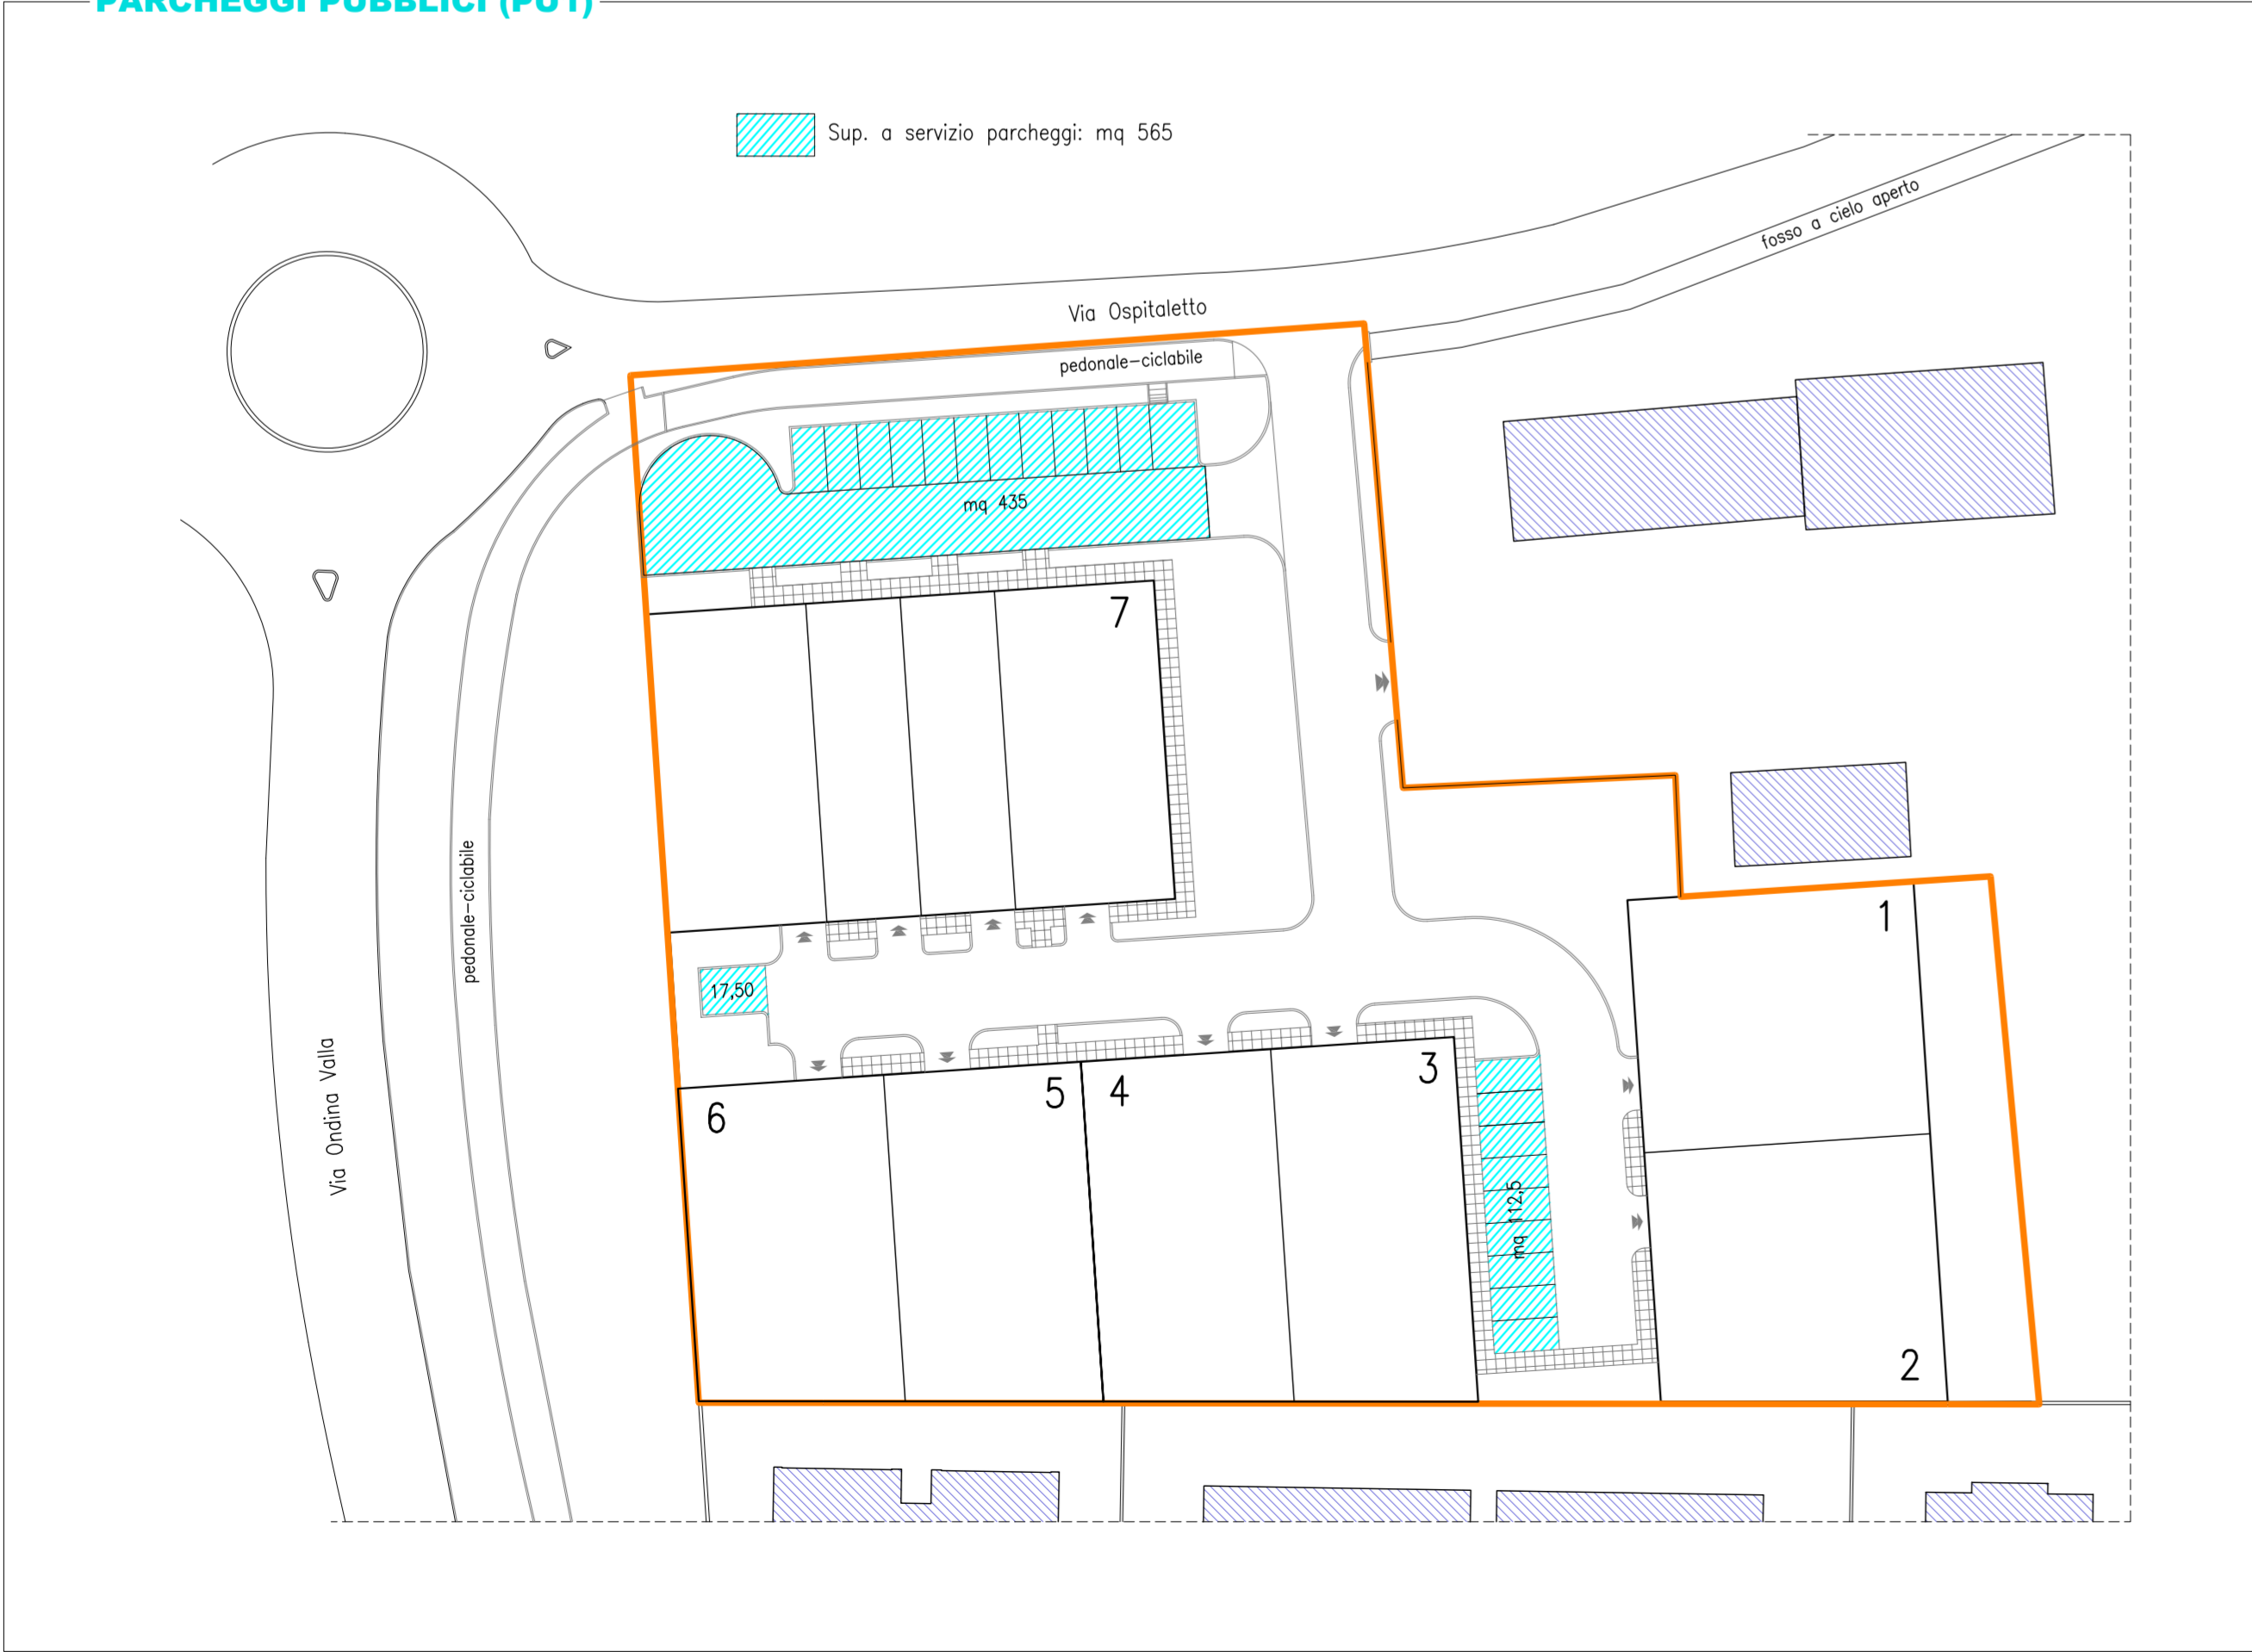 PARCHEGGI PUBBLICI (PU1)
Sup. a servizio parcheggi: mq 565
fosso a cielo aperto
Via Ospitaletto
pedonale-ciclabile
mq 435
7
1
pedonale-ciclabile
17,50
Via Ondina Valla
6
5
4
3
mq 112,5
2